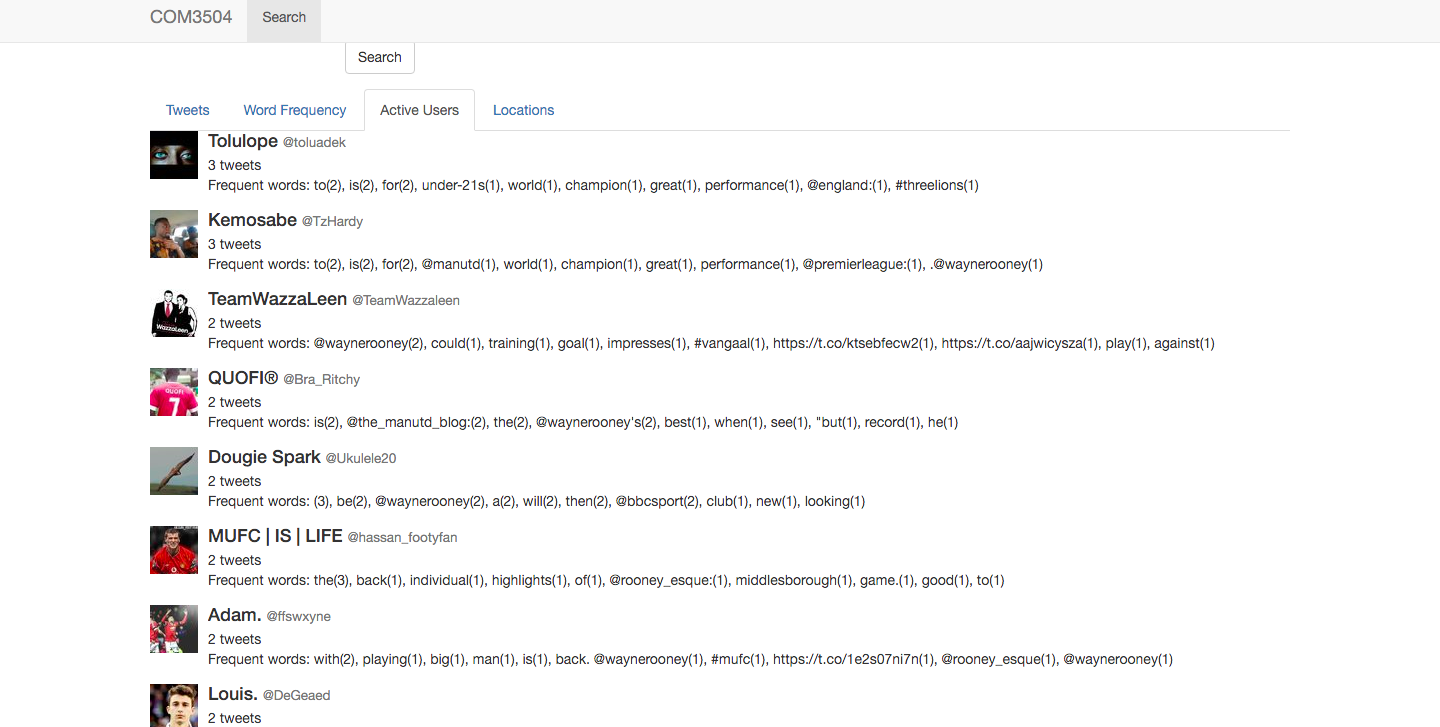 COM3504 Search
Search
Tweets Word Frequency Active Users Locations
Tolulope @toluadek
3 tweets
Frequent words: to(2), is(2), for(2), under-21s(1), world(1), champion(1), great(1), performance(1), @england:(1), #threelions(1)
Kemosabe @TzHardy
3 tweets
Frequent words: to(2), is(2), for(2), @manutd(1), world(1), champion(1), great(1), performance(1), @premierleague:(1), .@waynerooney(1)
TeamWazzaLeen @TeamWazzaleen
2 tweets
Frequent words: @waynerooney(2), could(1), training(1), goal(1), impresses(1), #vangaal(1), https://t.co/ktsebfecw2(1), https://t.co/aajwicysza(1), play(1), against(1)
WazzaLeen
QUOFI® @Bra_Ritchy
2 tweets
Frequent words: is(2), @the_manutd_blog:(2), the(2), @waynerooney's(2), best(1), when(1), see(1), "but(1), record(1), he(1)
QUOFI
7
Dougie Spark @Ukulele20
2 tweets
Frequent words: (3), be(2), @waynerooney(2), a(2), will(2), then(2), @bbcsport(2), club(1), new(1), looking(1)
MUFC | IS | LIFE @hassan_footyfan
2 tweets
Frequent words: the(3), back(1), individual(1), highlights(1), of(1), @rooney_esque:(1), middlesborough(1), game.(1), good(1), to(1)
Adam. @ffswxyne
2 tweets
Frequent words: with(2), playing(1), big(1), man(1), is(1), back. @waynerooney(1), #mufc(1), https://t.co/1e2s07ni7n(1), @rooney_esque(1), @waynerooney(1)
Louis. @DeGeaed
2 tweets